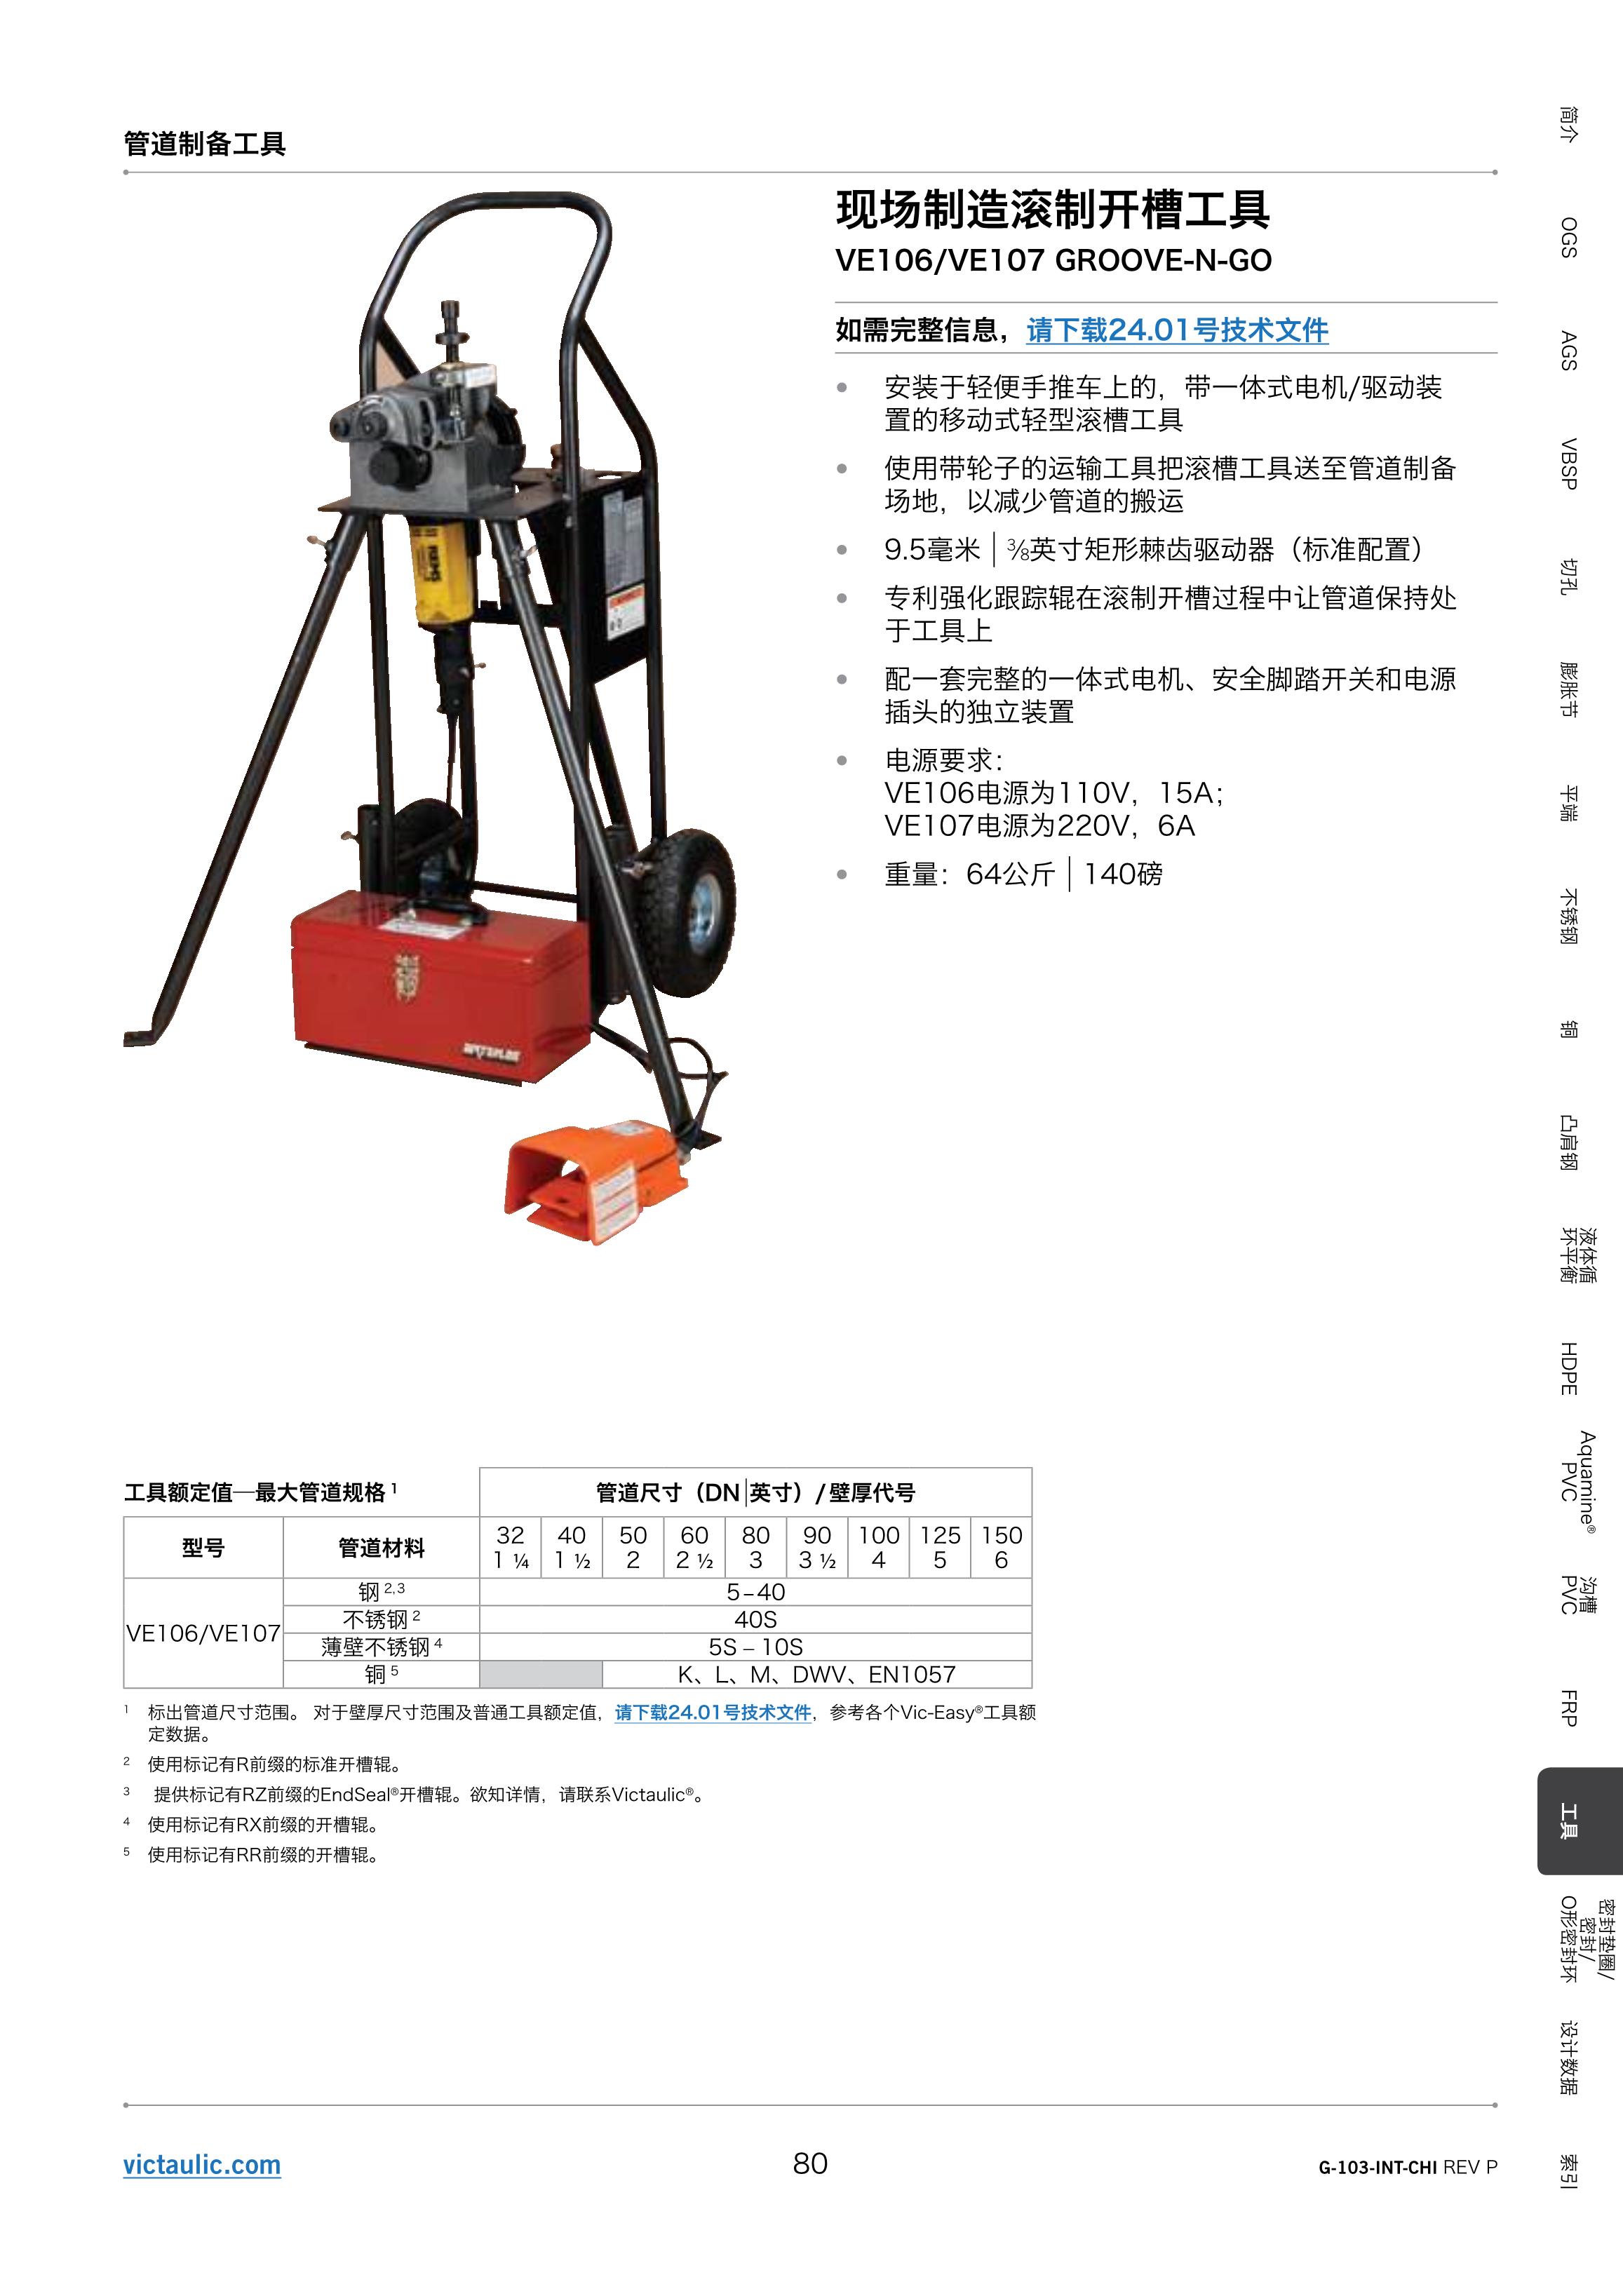 管道制备工具
现场制造滚制开槽工具
VE106/VE107 GROOVE-N-GO
如需完整信息，请下载24.01号技术文件
• 安装于轻便手推车上的，带一体式电机/驱动装
置的移动式轻型滚槽工具
• 使用带轮子的运输工具把滚槽工具送至管道制备
场地，以减少管道的搬运
• 9.5毫米 | ⅜英寸矩形棘齿驱动器（标准配置）
• 专利强化跟踪辊在滚制开槽过程中让管道保持处
于工具上
• 配一套完整的一体式电机、安全脚踏开关和电源
插头的独立装置
• 电源要求：
VE106电源为110V，15A；
VE107电源为220V，6A
• 重量：64公斤 | 140磅
REMS
工具额定值—最大管道规格 1
管道尺寸（DN|英寸）/ 壁厚代号
型号 管道材料 32 40 50 60 80 90 100 125 150
1 ¼ 1 ½ 2 2 ½ 3 3 ½ 4 5 6
VE106/VE107
钢 2,3 5–40
不锈钢 2 40S
薄壁不锈钢 4 5S – 10S
铜 5 K、L、M、DWV、EN1057
1 标出管道尺寸范围。 对于壁厚尺寸范围及普通工具额定值，请下载24.01号技术文件，参考各个Vic-Easy®工具额
定数据。
2 使用标记有R前缀的标准开槽辊。
3 提供标记有RZ前缀的EndSeal®开槽辊。欲知详情，请联系Victaulic®。
4 使用标记有RX前缀的开槽辊。
5 使用标记有RR前缀的开槽辊。
victaulic.com
80
G-103-INT-CHI REV P
简介
OGS
AGS
VBSP
切孔
膨胀节
平端
不锈钢
铜
凸肩钢
液体循
环平衡
HDPE
Aquamine®
PVC
沟槽
PVC
FRP
工具
密封垫圈/
密封/
O形密封环
设计数据
索引